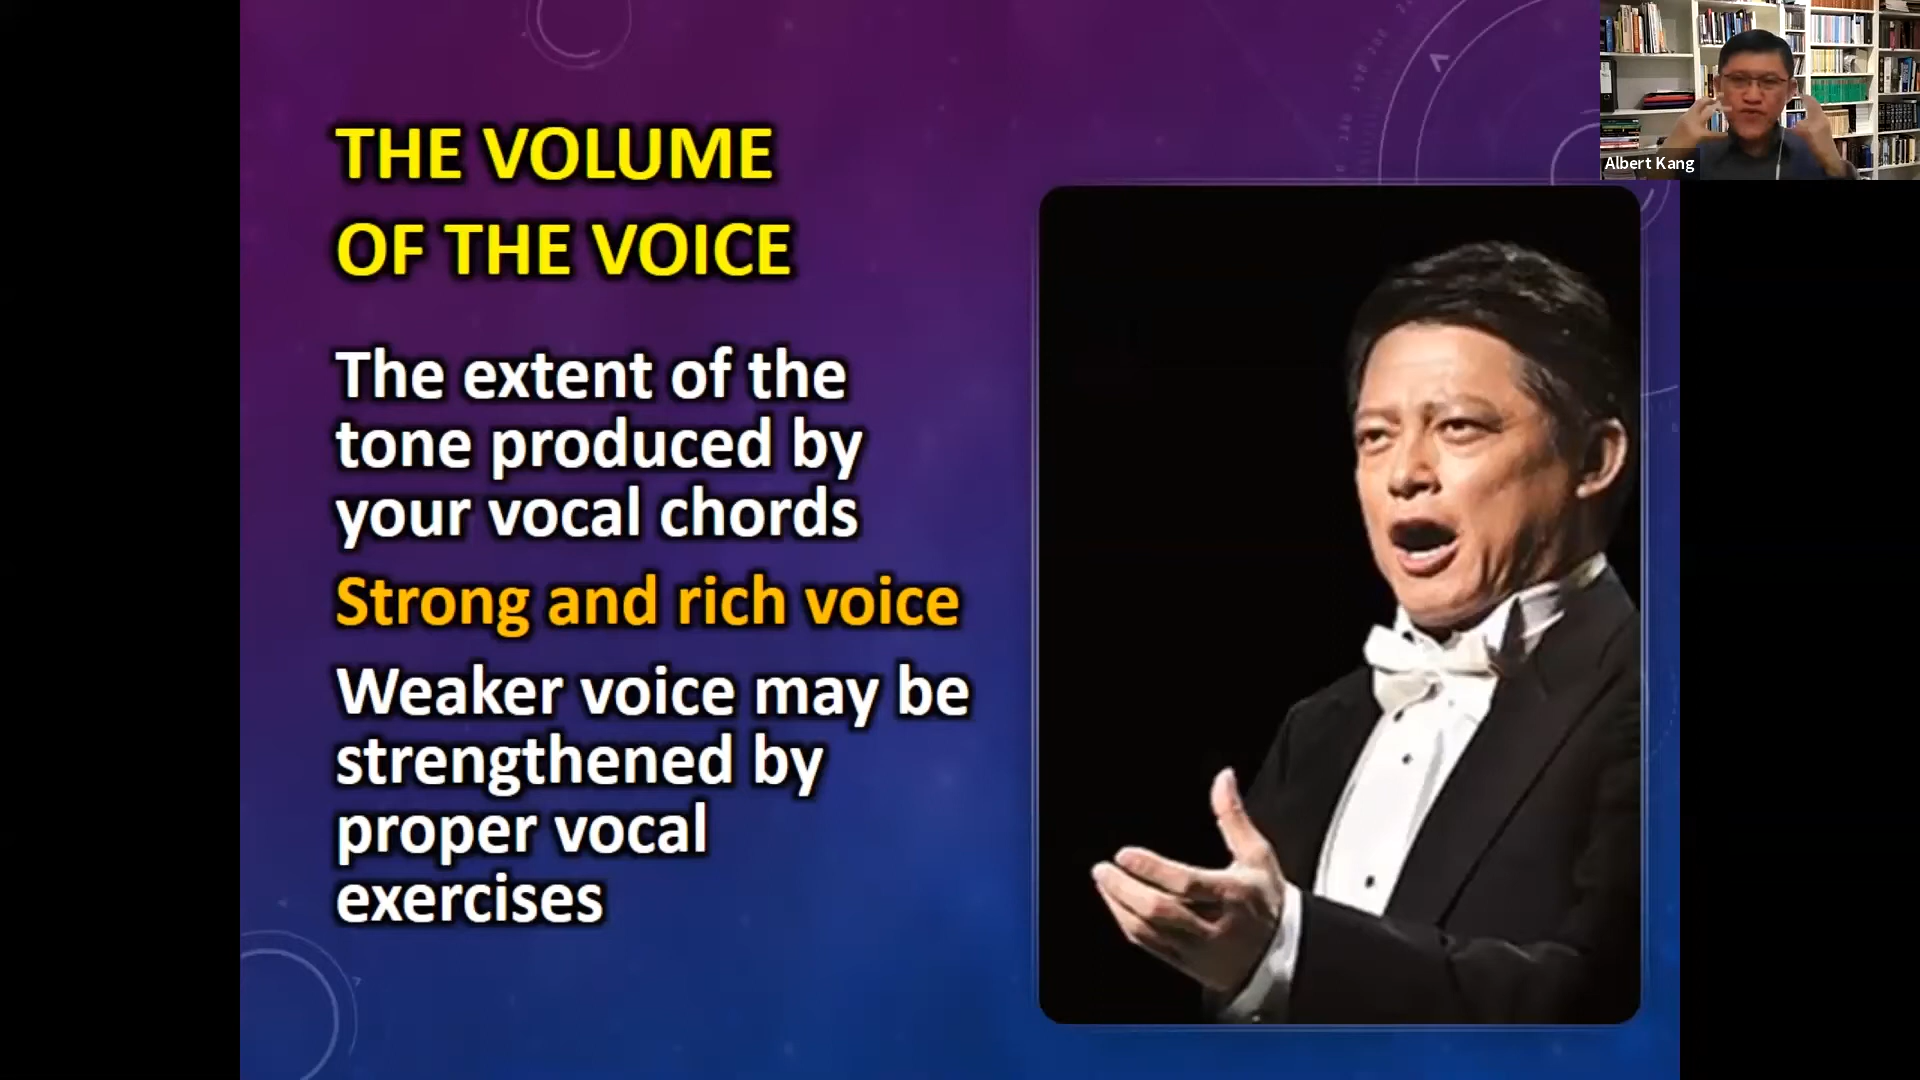 THE VOLUME
OF THE VOICE
The extent of the
tone produced by
your vocal chords
Strong and rich voice
Weaker voice may be
strengthened by
proper vocal
exercises
Albert Kang